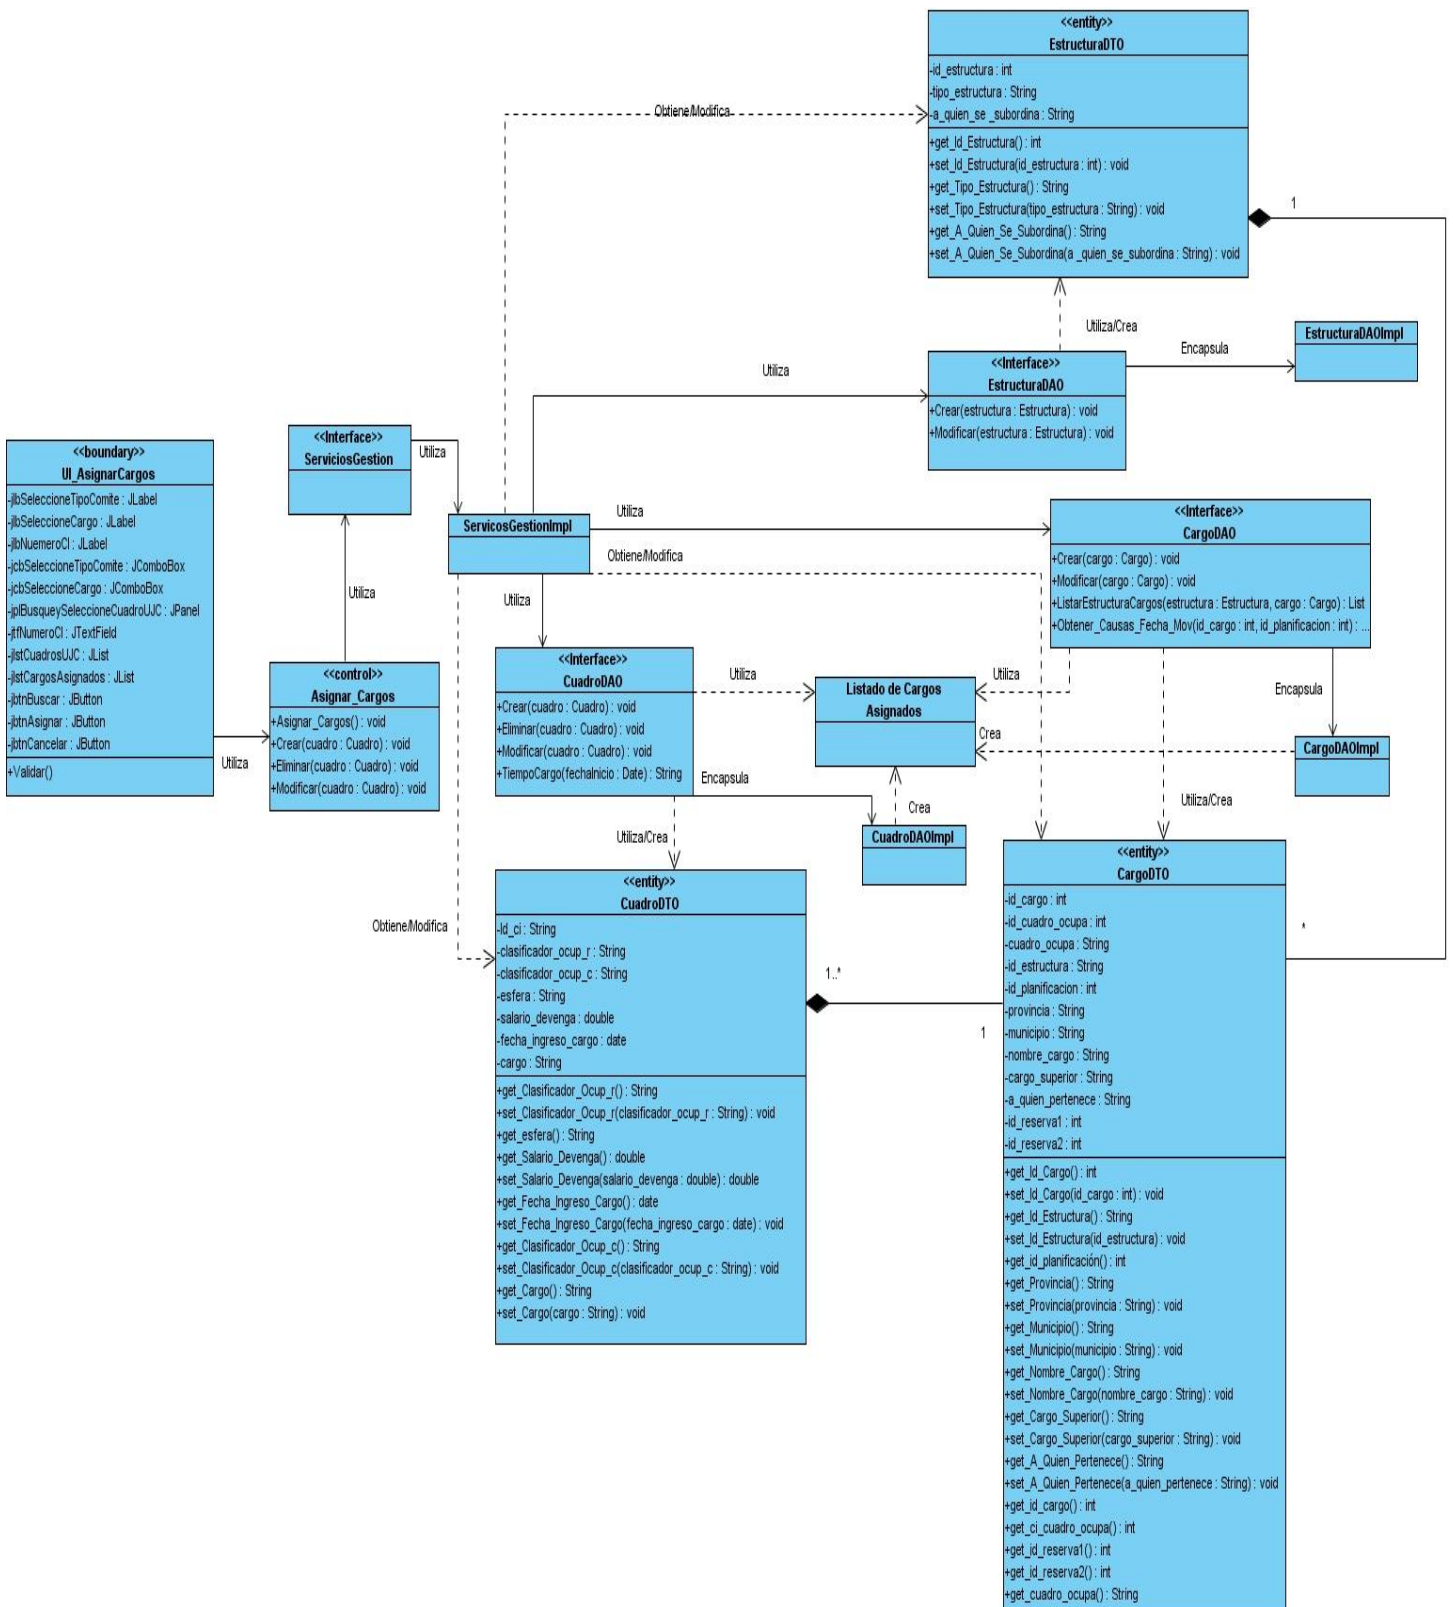 <<entity>>
EstructuraDTO
-id_estructura : int
-tipo_estructura : String
-a_quien_se _subordina : String
+get_Id_Estructura() : int
+set_Id_Estructura(id_estructura : int) : void
+get_Tipo_Estructura() : String
+set_Tipo_Estructura(tipo_estructura : String) : void
+get_A_Quien_Se_Subordina() : String
+set_A_Quien_Se_Subordina(a _quien_se_subordina : String) : void
Obtiene/Modifica
1
Utiliza/Crea
EstructuraDAOImpl
Encapsula
<<Interface>>
EstructuraDAO
+Crear(estructura : Estructura) : void
+Modificar(estructura : Estructura) : void
Utiliza
<<boundary>>
UI_AsignarCargos
-jlbSeleccioneTipoComite : JLabel
-jlbSeleccioneCargo : JLabel
-jlbNuemeroCI : JLabel
-jcbSeleccioneTipoComite : JComboBox
-jcbSeleccioneCargo : JComboBox
-jplBusqueySeleccioneCuadroUJC : JPanel
-jtfNumeroCI : JTextField
-jlstCuadrosUJC : JList
-jlstCargosAsignados : JList
-jbtnBuscar : JButton
-jbtnAsignar : JButton
-jbtnCancelar : JButton
+Validar()
<<Interface>>
ServiciosGestion
Utiliza
ServicosGestionImpl
Utiliza
Obtiene/Modifica
<<Interface>>
CargoDAO
+Crear(cargo : Cargo) : void
+Modificar(cargo : Cargo) : void
+ListarEstructuraCargos(estructura : Estructura, cargo : Cargo) : List
+Obtener_Causas_Fecha_Mov(id_cargo : int, id_planificacion : int) : ...
Utiliza
Utiliza
<<control>>
Asignar_Cargos
+Asignar_Cargos() : void
+Crear(cuadro : Cuadro) : void
+Eliminar(cuadro : Cuadro) : void
+Modificar(cuadro : Cuadro) : void
Utiliza
<<Interface>>
CuadroDAO
+Crear(cuadro : Cuadro) : void
+Eliminar(cuadro : Cuadro) : void
+Modificar(cuadro : Cuadro) : void
+TiempoCargo(fechaInicio : Date) : String
Utiliza
Listado de Cargos
Asignados
Utiliza
Encapsula
Crea
CargoDAOImpl
Encapsula
Crea
Utiliza/Crea
CuadroDAOImpl
Utiliza/Crea
<<entity>>
CuadroDTO
-Id_ci : String
-clasificador_ocup_r : String
-clasificador_ocup_c : String
-esfera : String
-salario_devenga : double
-fecha_ingreso_cargo : date
-cargo : String
+get_Clasificador_Ocup_r() : String
+set_Clasificador_Ocup_r(clasificador_ocup_r : String) : void
+get_esfera() : String
+get_Salario_Devenga() : double
+set_Salario_Devenga(salario_devenga : double) : double
+get_Fecha_Ingreso_Cargo() : date
+set_Fecha_Ingreso_Cargo(fecha_ingreso_cargo : date) : void
+get_Clasificador_Ocup_c() : String
+set_Clasificador_Ocup_c(clasificador_ocup_c : String) : void
+get_Cargo() : String
+set_Cargo(cargo : String) : void
Obtiene/Modifica
1..*
1
*
<<entity>>
CargoDTO
-id_cargo : int
-id_cuadro_ocupa : int
-cuadro_ocupa : String
-id_estructura : String
-id_planificacion : int
-provincia : String
-municipio : String
-nombre_cargo : String
-cargo_superior : String
-a_quien_pertenece : String
-id_reserva1 : int
-id_reserva2 : int
+get_Id_Cargo() : int
+set_Id_Cargo(id_cargo : int) : void
+get_Id_Estructura() : String
+set_Id_Estructura(id_estructura) : void
+get_id_planificación() : int
+get_Provincia() : String
+set_Provincia(provincia : String) : void
+get_Municipio() : String
+set_Municipio(municipio : String) : void
+get_Nombre_Cargo() : String
+set_Nombre_Cargo(nombre_cargo : String) : void
+get_Cargo_Superior() : String
+set_Cargo_Superior(cargo_superior : String) : void
+get_A_Quien_Pertenece() : String
+set_A_Quien_Pertenece(a_quien_pertenece : String) : void
+get_id_cargo() : int
+get_ci_cuadro_ocupa() : int
+get_id_reserva1() : int
+get_id_reserva2() : int
+get_cuadro_ocupa() : String